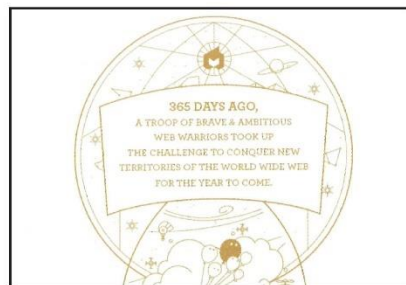 365 DAYS AGO,
A TROOP OF BRAVE & AMBITIOUS
WEB WARRIORS TOOK UP
THE CHALLENGE TO CONQUER NEW
TERRITORIES OF THE WORLD WIDE WEB
FOR THE YEAR TO COME.